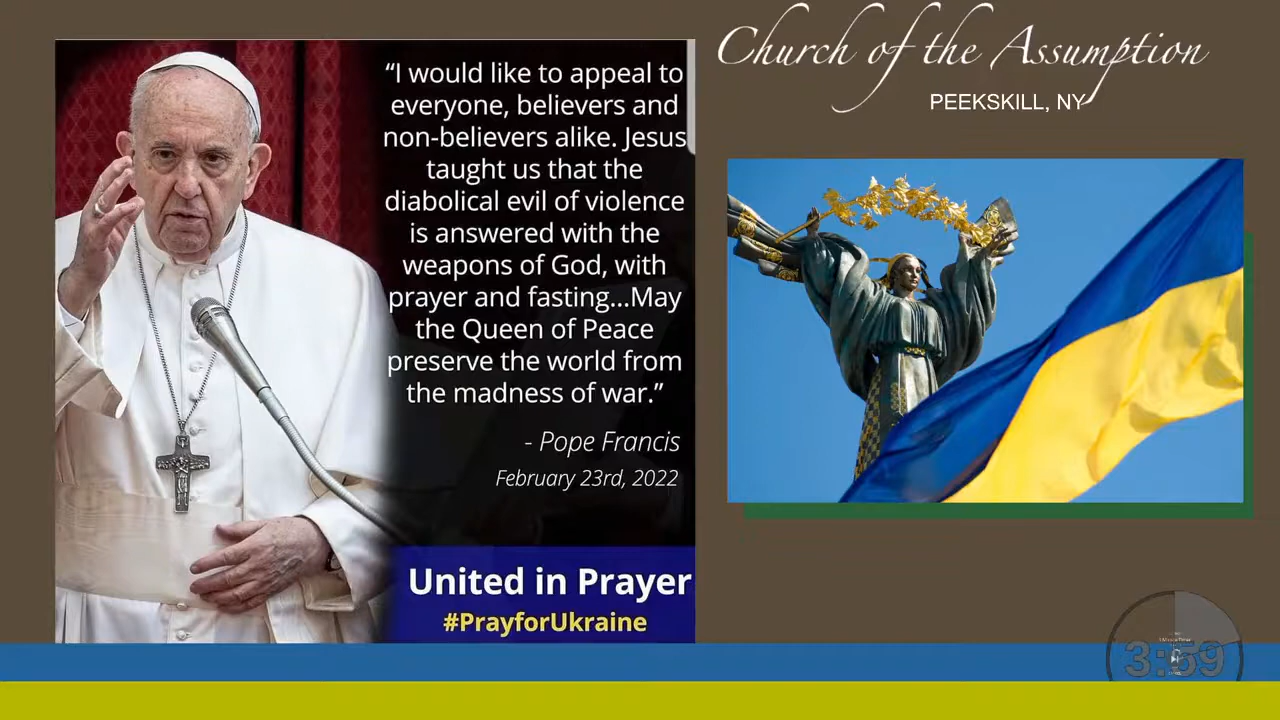 Church of the Assumption
PEEKSKILL, NY
“I would like to appeal to
everyone, believers and
non-believers alike. Jesus
taught us that the
diabolical evil of violence
is answered with the
weapons of God, with
prayer and fasting...May
the Queen of Peace
preserve the world from
the madness of war.”
- Pope Francis
February 23rd, 2022
United in Prayer
#PrayforUkraine
3:59